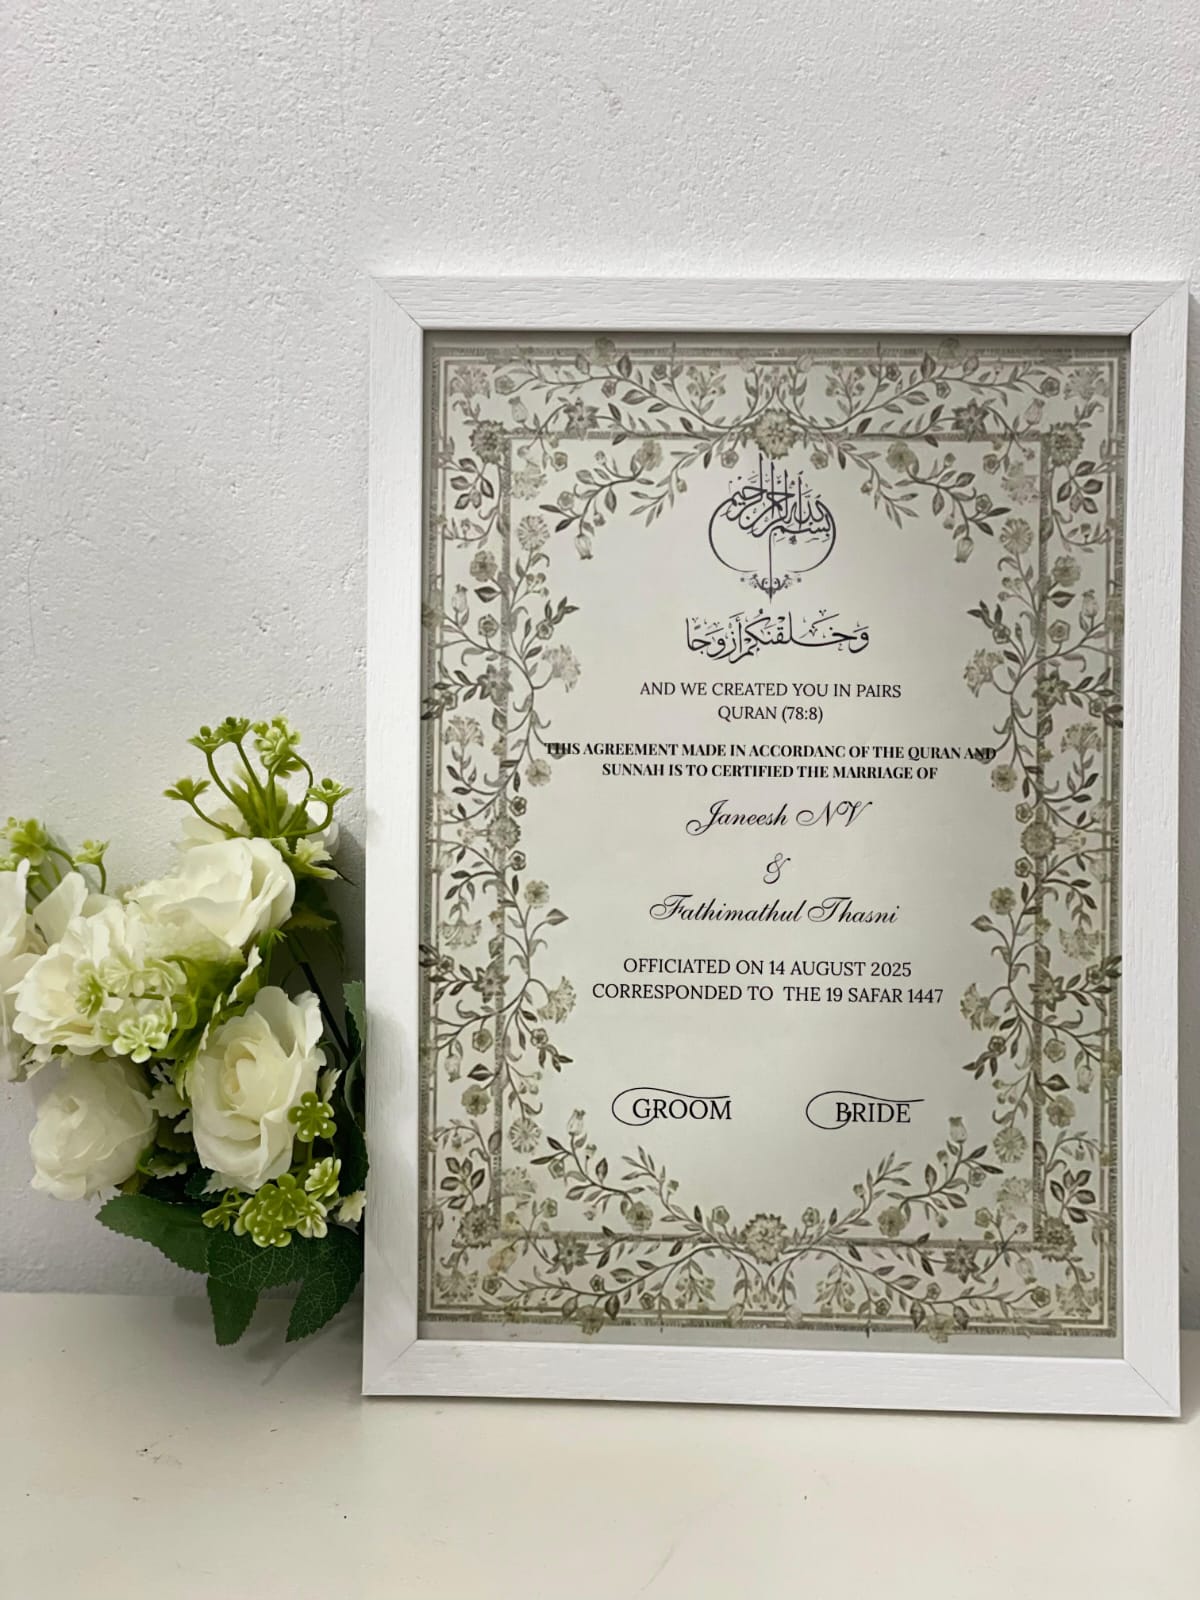 بسم الله الرحمن الرحيم
وَخَلَقْنَٰكُمْ أَزْوَٰجًا
AND WE CREATED YOU IN PAIRS
QURAN (78:8)
THIS AGREEMENT MADE IN ACCORDANC OF THE QURAN AND
SUNNAH IS TO CERTIFIED THE MARRIAGE OF
Janeesh NV
&
Fathimathul Thasni
OFFICIATED ON 14 AUGUST 2025
CORRESPONDED TO THE 19 SAFAR 1447
GROOM BRIDE